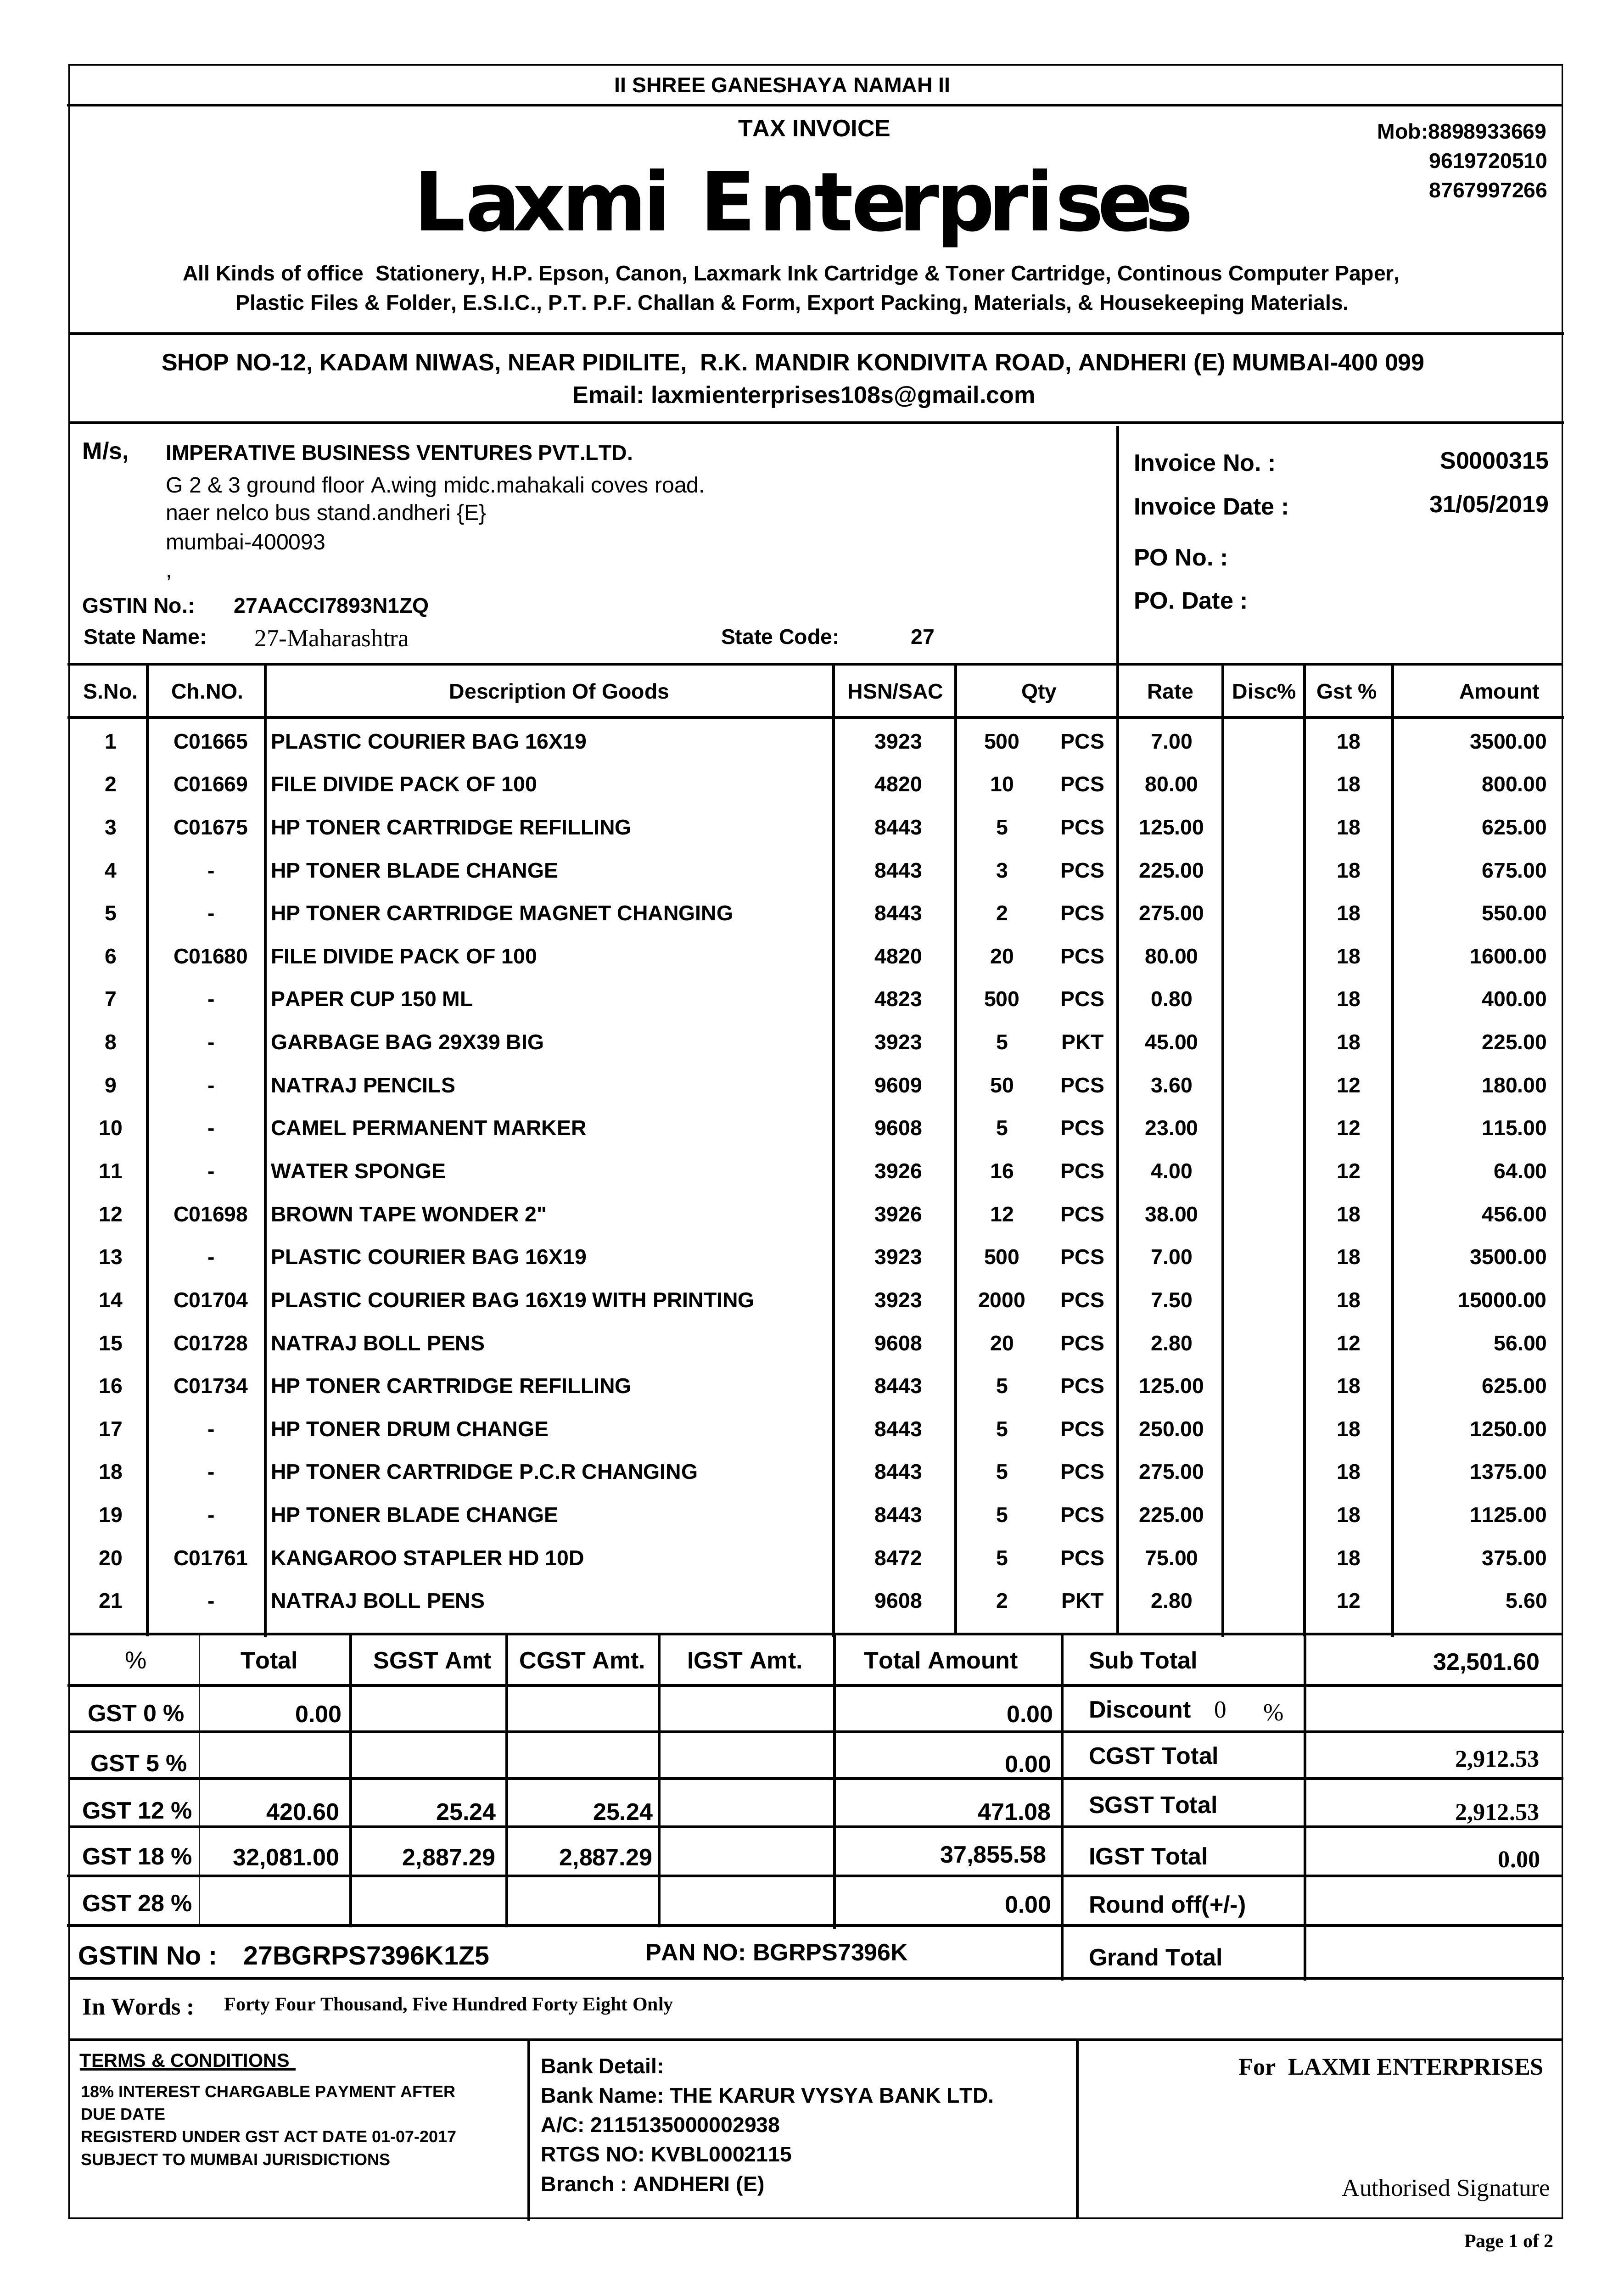 II SHREE GANESHAYA NAMAH II
TAX INVOICE
Mob:8898933669
9619720510
8767997266
Laxmi Enterprises
All Kinds of office Stationery, H.P. Epson, Canon, Laxmark Ink Cartridge & Toner Cartridge, Continous Computer Paper,
Plastic Files & Folder, E.S.I.C., P.T. P.F. Challan & Form, Export Packing, Materials, & Housekeeping Materials.
SHOP NO-12, KADAM NIWAS, NEAR PIDILITE, R.K. MANDIR KONDIVITA ROAD, ANDHERI (E) MUMBAI-400 099
Email: laxmienterprises108s@gmail.com
M/s, IMPERATIVE BUSINESS VENTURES PVT.LTD.
G 2 & 3 ground floor A.wing midc.mahakali coves road.
naer nelco bus stand.andheri {E}
mumbai-400093
,
GSTIN No.: 27AACCI7893N1ZQ
State Name: 27-Maharashtra State Code: 27
Invoice No. : S0000315
Invoice Date : 31/05/2019
PO No. :
PO. Date :
S.No. Ch.NO. Description Of Goods HSN/SAC Qty Rate Disc% Gst % Amount
1 C01665 PLASTIC COURIER BAG 16X19 3923 500 PCS 7.00 18 3500.00
2 C01669 FILE DIVIDE PACK OF 100 4820 10 PCS 80.00 18 800.00
3 C01675 HP TONER CARTRIDGE REFILLING 8443 5 PCS 125.00 18 625.00
4 - HP TONER BLADE CHANGE 8443 3 PCS 225.00 18 675.00
5 - HP TONER CARTRIDGE MAGNET CHANGING 8443 2 PCS 275.00 18 550.00
6 C01680 FILE DIVIDE PACK OF 100 4820 20 PCS 80.00 18 1600.00
7 - PAPER CUP 150 ML 4823 500 PCS 0.80 18 400.00
8 - GARBAGE BAG 29X39 BIG 3923 5 PKT 45.00 18 225.00
9 - NATRAJ PENCILS 9609 50 PCS 3.60 12 180.00
10 - CAMEL PERMANENT MARKER 9608 5 PCS 23.00 12 115.00
11 - WATER SPONGE 3926 16 PCS 4.00 12 64.00
12 C01698 BROWN TAPE WONDER 2" 3926 12 PCS 38.00 18 456.00
13 - PLASTIC COURIER BAG 16X19 3923 500 PCS 7.00 18 3500.00
14 C01704 PLASTIC COURIER BAG 16X19 WITH PRINTING 3923 2000 PCS 7.50 18 15000.00
15 C01728 NATRAJ BOLL PENS 9608 20 PCS 2.80 12 56.00
16 C01734 HP TONER CARTRIDGE REFILLING 8443 5 PCS 125.00 18 625.00
17 - HP TONER DRUM CHANGE 8443 5 PCS 250.00 18 1250.00
18 - HP TONER CARTRIDGE P.C.R CHANGING 8443 5 PCS 275.00 18 1375.00
19 - HP TONER BLADE CHANGE 8443 5 PCS 225.00 18 1125.00
20 C01761 KANGAROO STAPLER HD 10D 8472 5 PCS 75.00 18 375.00
21 - NATRAJ BOLL PENS 9608 2 PKT 2.80 12 5.60
% Total SGST Amt CGST Amt. IGST Amt. Total Amount Sub Total 32,501.60
GST 0 % 0.00 0.00 Discount 0 %
GST 5 % 0.00 CGST Total 2,912.53
GST 12 % 420.60 25.24 25.24 471.08 SGST Total 2,912.53
GST 18 % 32,081.00 2,887.29 2,887.29 37,855.58 IGST Total 0.00
GST 28 % 0.00 Round off(+/-)
GSTIN No : 27BGRPS7396K1Z5 PAN NO: BGRPS7396K Grand Total
In Words : Forty Four Thousand, Five Hundred Forty Eight Only
TERMS & CONDITIONS
18% INTEREST CHARGABLE PAYMENT AFTER
DUE DATE
REGISTERD UNDER GST ACT DATE 01-07-2017
SUBJECT TO MUMBAI JURISDICTIONS
Bank Detail:
Bank Name: THE KARUR VYSYA BANK LTD.
A/C: 2115135000002938
RTGS NO: KVBL0002115
Branch : ANDHERI (E)
For LAXMI ENTERPRISES
Authorised Signature
Page 1 of 2